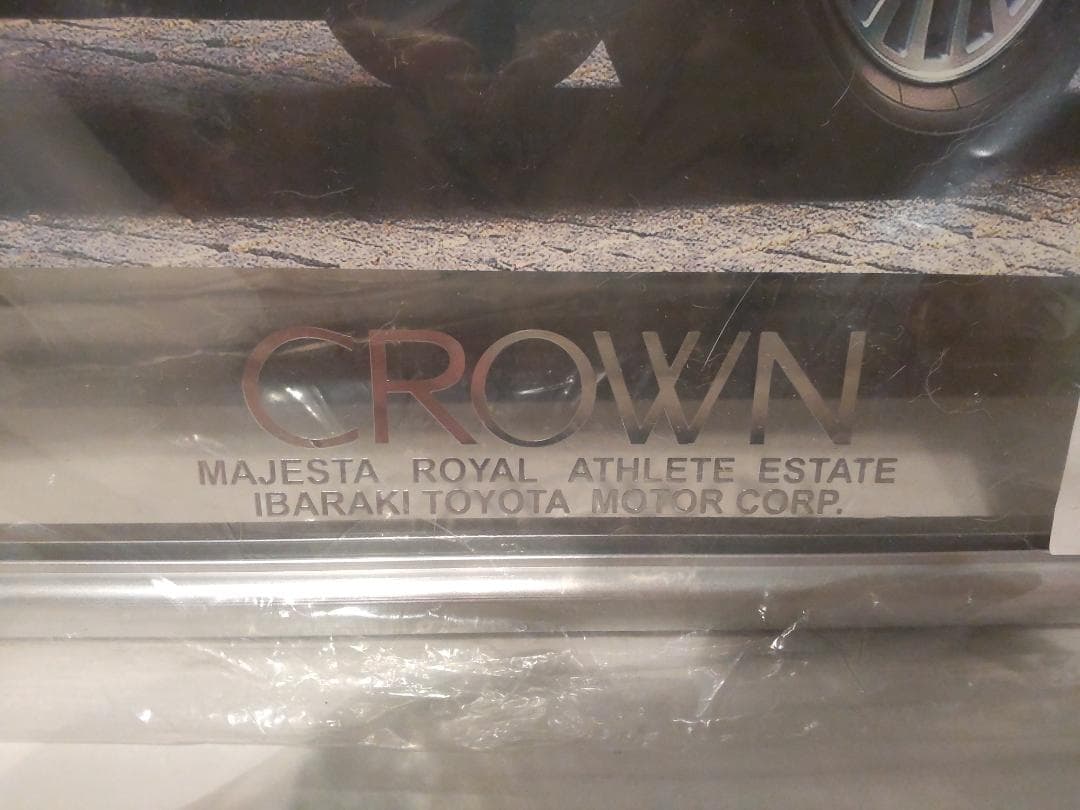 CROWN
MAJESTA ROYAL ATHLETE ESTATE
IBARAKI TOYOTA MOTOR CORP.